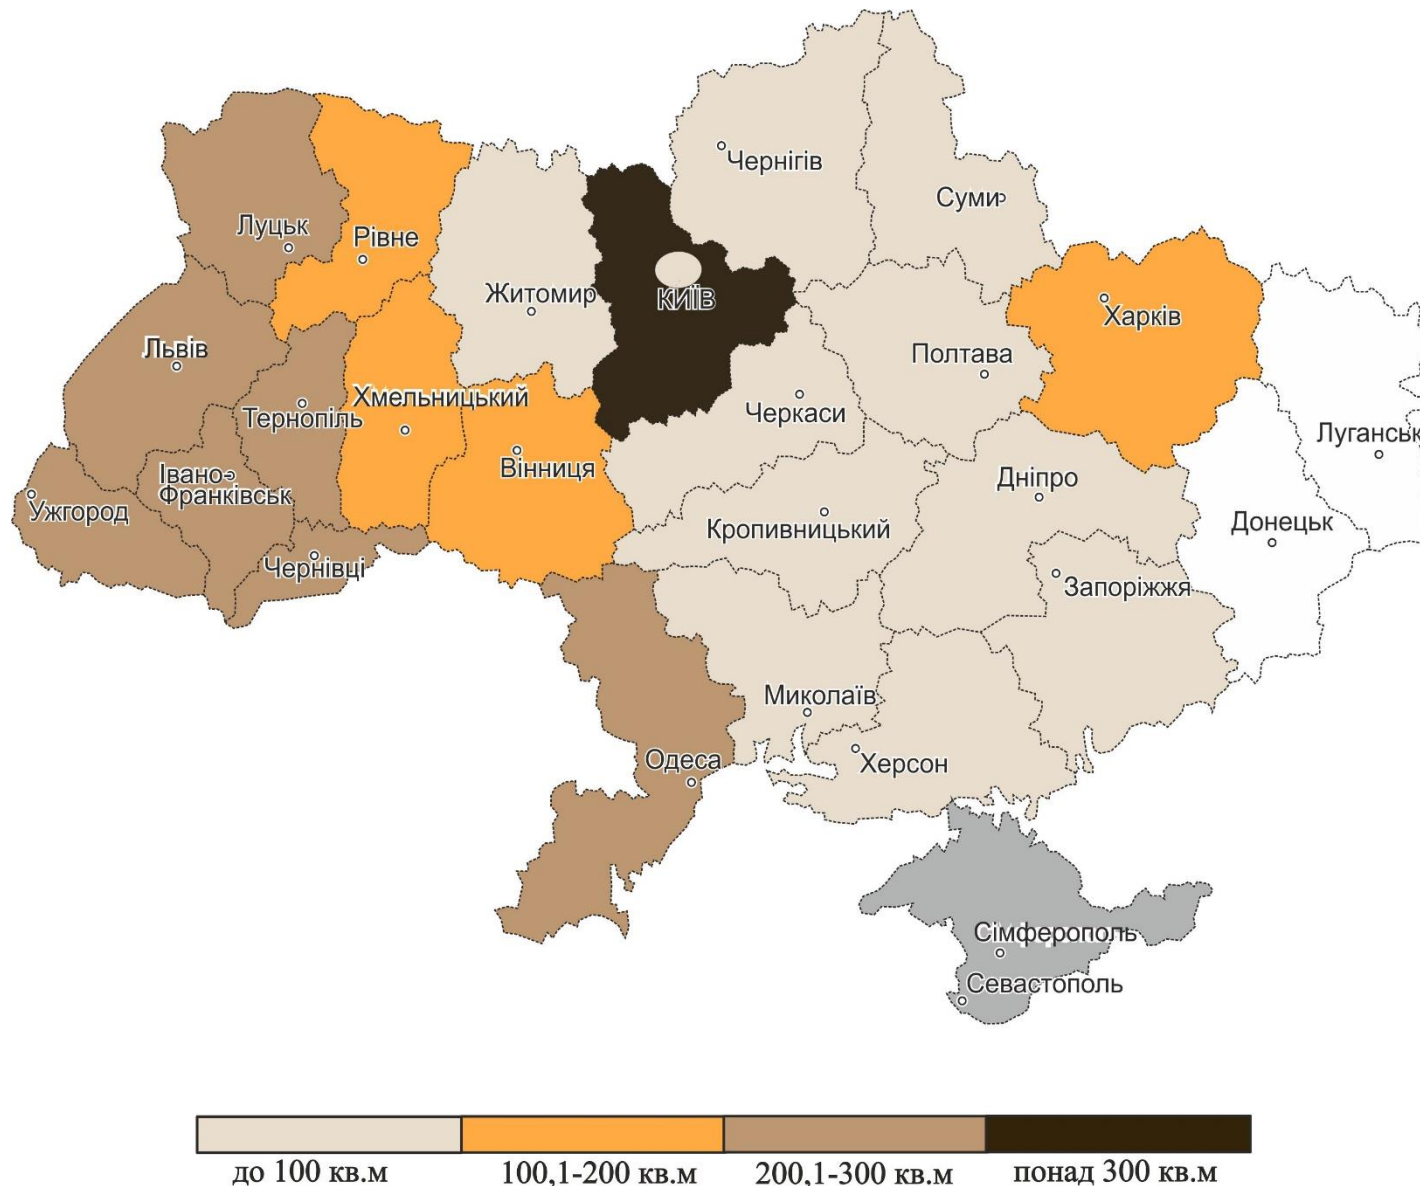 Чернігів
Суми
Луцьк
Рівне
Житомир
КИЇВ
Харків
Львів
Полтава
Хмельницький
Тернопіль
Черкаси
Луганськ
Вінниця
Івано-
Франківськ
Дніпро
Ужгород
Кропивницький
Донецьк
Чернівці
Запоріжжя
Миколаїв
Одеса
Херсон
Сімферополь
Севастополь
до 100 кв.м
100,1-200 кв.м
200,1-300 кв.м
понад 300 кв.м